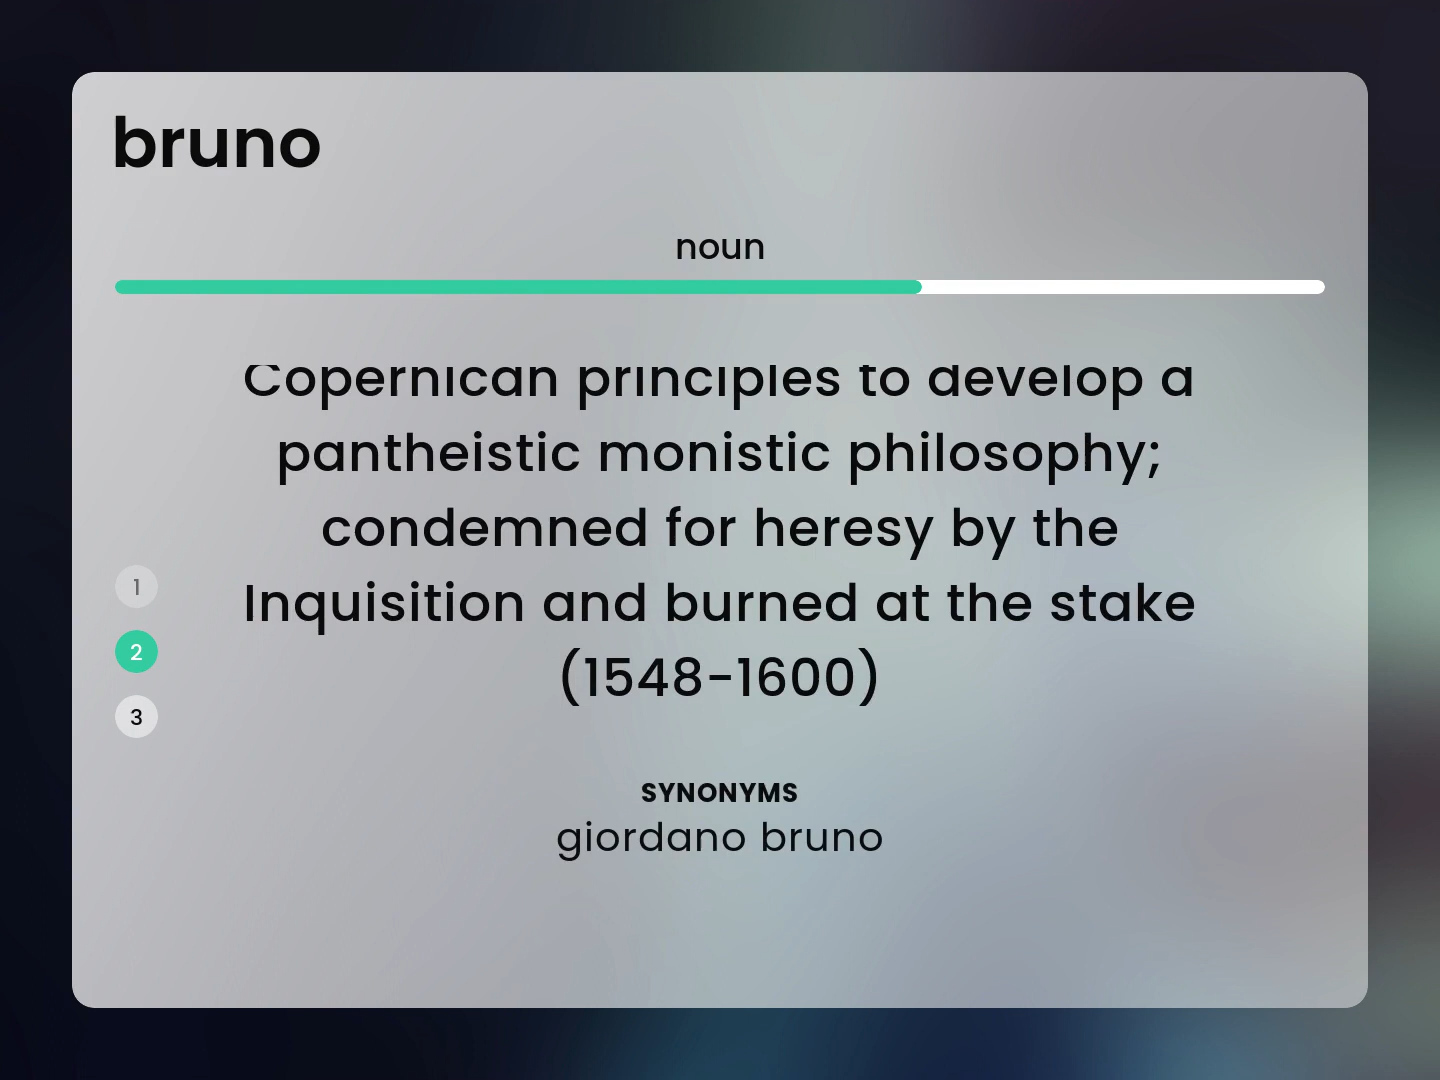 bruno
noun
Copernican principles to develop a
pantheistic monistic philosophy;
condemned for heresy by the
Inquisition and burned at the stake
(1548-1600)
1
2
3
SYNONYMS
giordano bruno